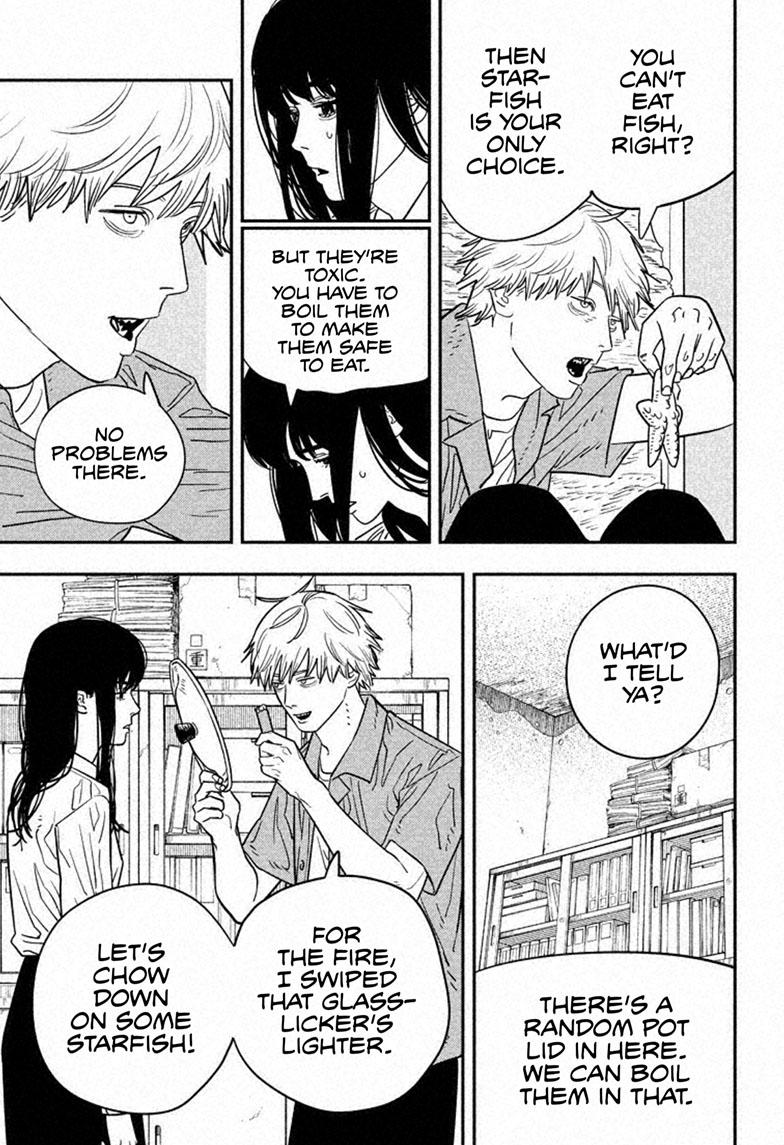 YOU
CAN'T
EAT
FISH,
RIGHT?
THEN
STAR-
FISH
IS YOUR
ONLY
CHOICE.
BUT THEY'RE
TOXIC.
YOU HAVE TO
BOIL THEM
TO MAKE
THEM SAFE
TO EAT.
NO
PROBLEMS
THERE.
WHAT'D
I TELL
YA?
THERE'S A
RANDOM POT
LID IN HERE.
WE CAN BOIL
THEM IN THAT.
重
FOR
THE FIRE,
I SWIPED
THAT GLASS-
LICKER'S
LIGHTER.
LET'S
CHOW
DOWN
ON SOME
STARFISH!